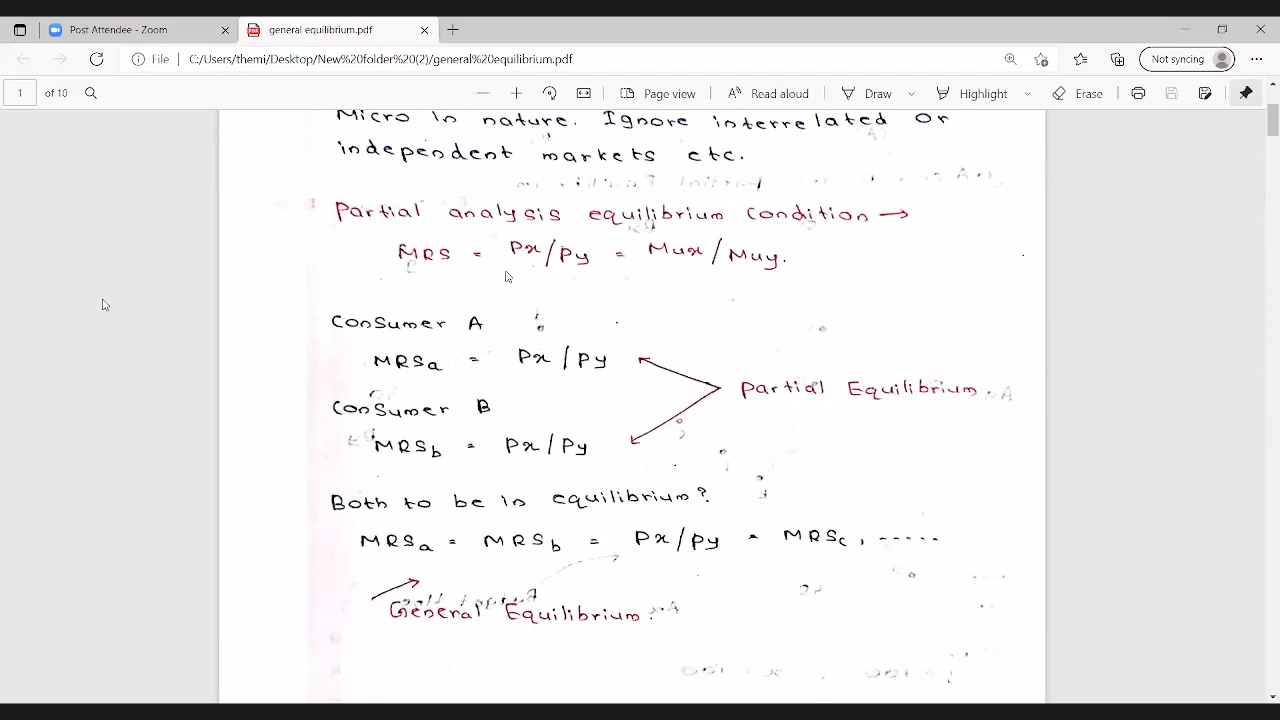 Post Attendee - Zoom
general equilibrium.pdf
File
C:/Users/themi/Desktop/New%20folder%20(2)/general%20equilibrium.pdf
Not syncing
1 of 10
Page view
Read aloud
Draw
Highlight
Erase
Micro in nature. Ignore interrelated or
independent markets etc.
Partial analysis equilibrium condition →
MRS = Px/Py = Mux/Muy.
Consumer A
MRSa = Px/Py
Partial Equilibrium
Consumer B
MRSb = Px/Py
Both to be in equilibrium?
MRSa = MRSb = Px/Py = MRSc, .....
General Equilibrium.